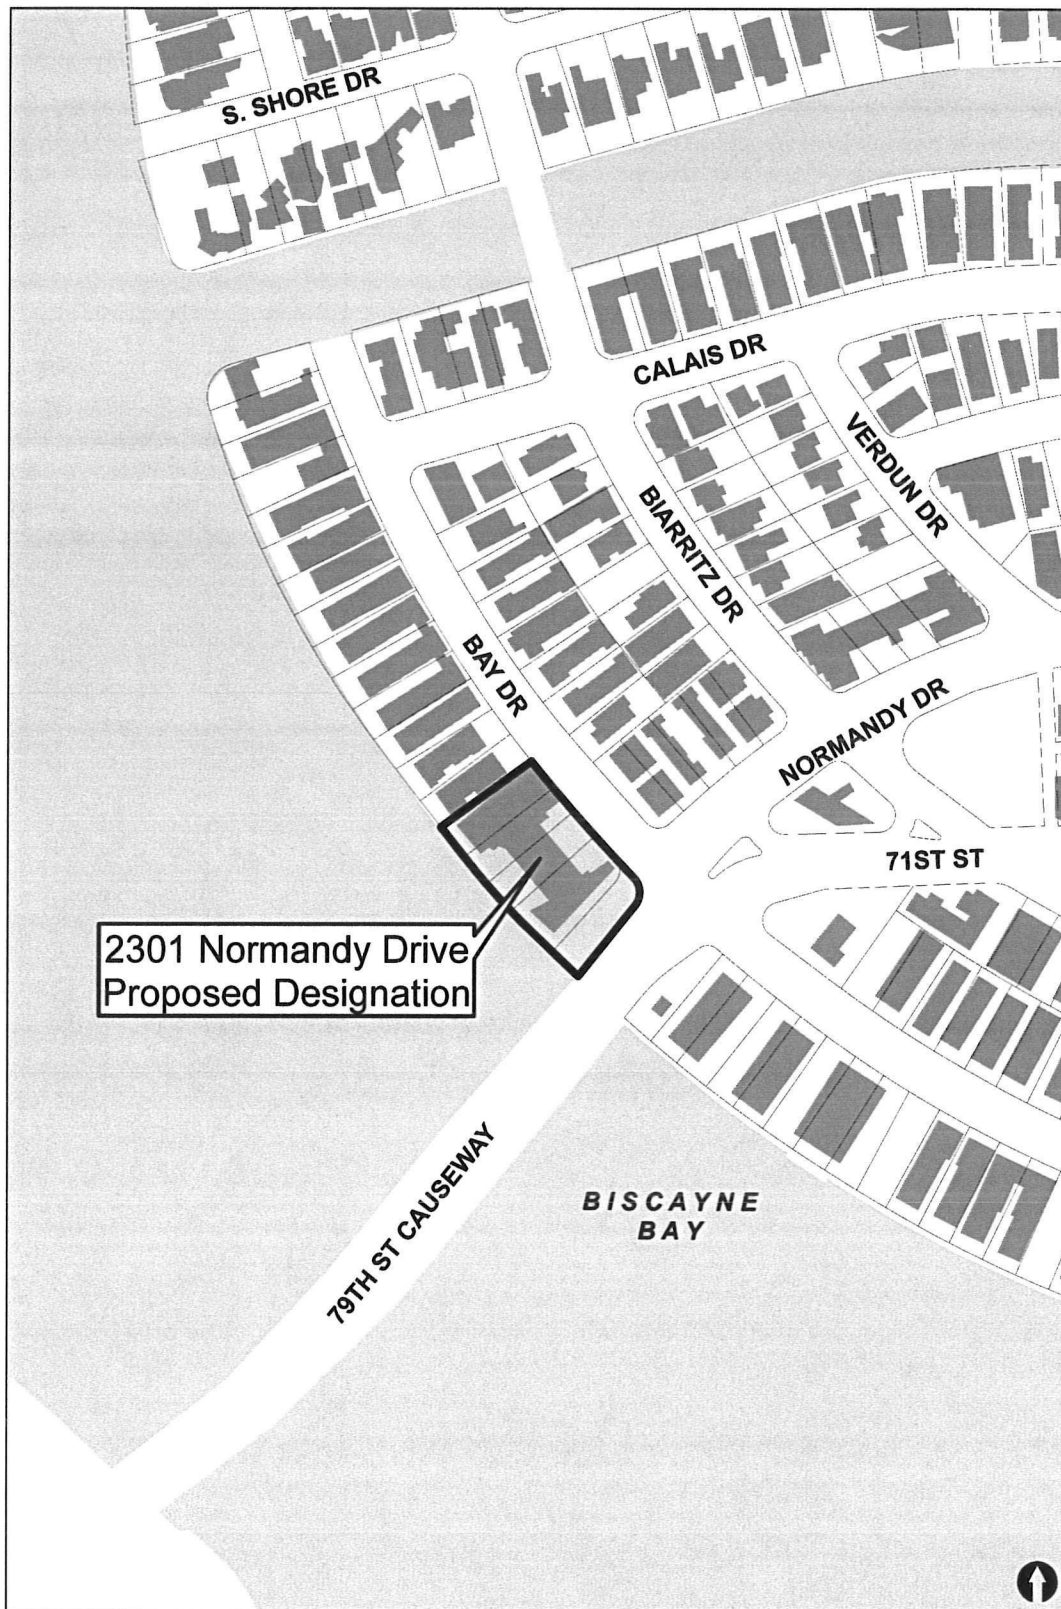 S. SHORE DR
CALAIS DR
VERDUN DR
BIARRITZ DR
BAY DR
NORMANDY DR
71ST ST
2301 Normandy Drive
Proposed Designation
79TH ST CAUSEWAY
BISCAYNE
BAY